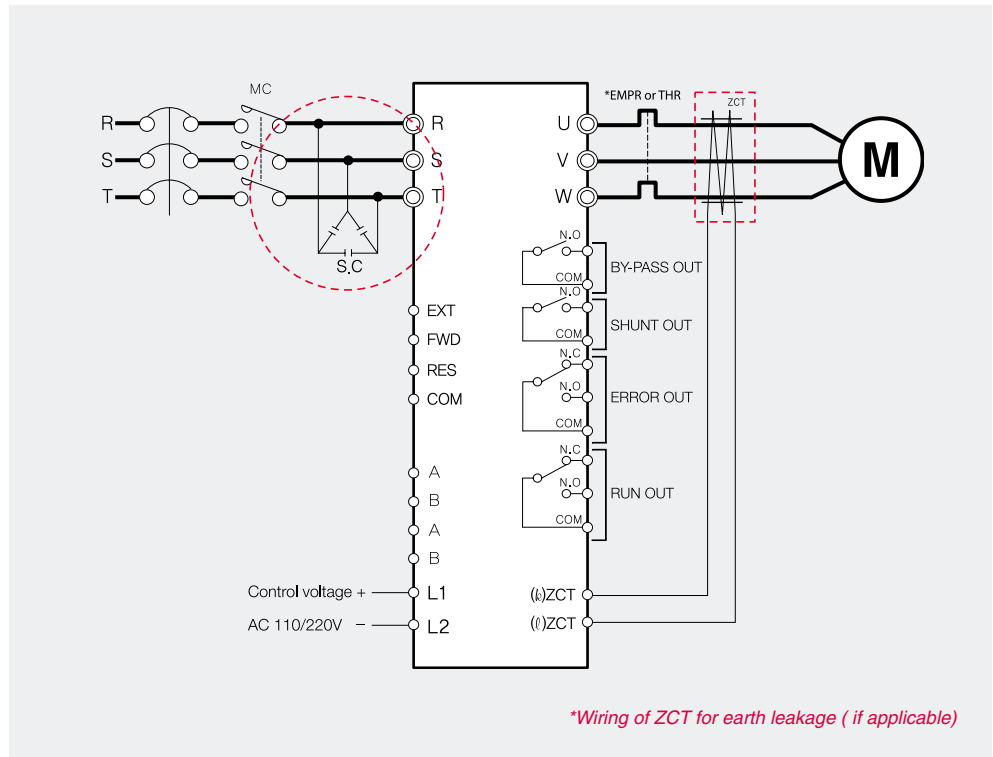 MC
R
S
T
S.C
R
S
T
EXT
FWD
RES
COM
A
B
A
B
Control voltage + L1
AC 110/220V − L2
*EMPR or THR
ZCT
U
V
W
M
N.O
COM
BY-PASS OUT
N.O
COM
SHUNT OUT
N.C
N.O
COM
ERROR OUT
N.C
N.O
COM
RUN OUT
(k)ZCT
(ℓ)ZCT
*Wiring of ZCT for earth leakage ( if applicable)